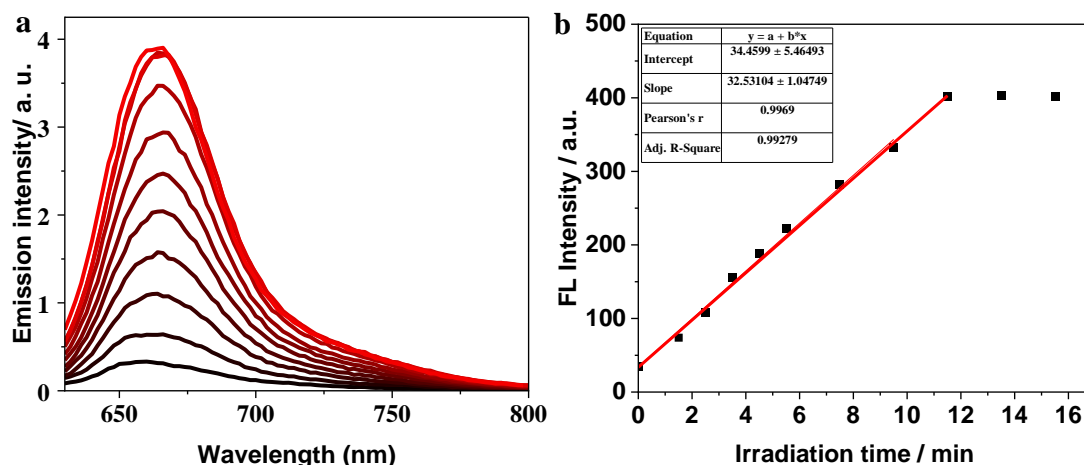 a
4
3
2
1
0
Emission intensity/ a. u.
650
700
750
800
Wavelength (nm)
b
500
400
300
200
100
0
FL Intensity / a.u.
Equation y = a + b*x
Intercept 34.4599 ± 5.46493
Slope 32.53104 ± 1.04749
Pearson's r 0.9969
Adj. R-Square 0.99279
0 2 4 6 8 10 12 14 16
Irradiation time / min